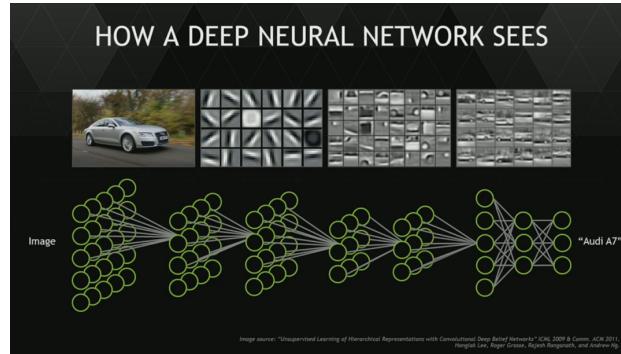 HOW A DEEP NEURAL NETWORK SEES
Image
"Audi A7"
Image source: "Unsupervised Learning of Hierarchical Representations with Convolutional Deep Belief Networks" ICML 2009 & Comm. ACM 2011,
Honglak Lee, Roger Grosse, Rajesh Ranganath, and Andrew Ng.